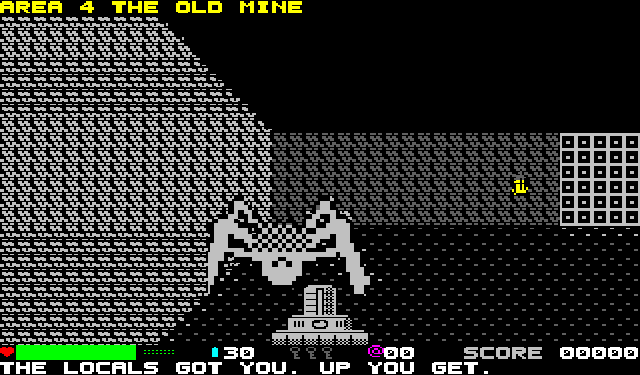 AREA 4 THE OLD MINE
30 00 SCORE 00000
THE LOCALS GOT YOU. UP YOU GET.